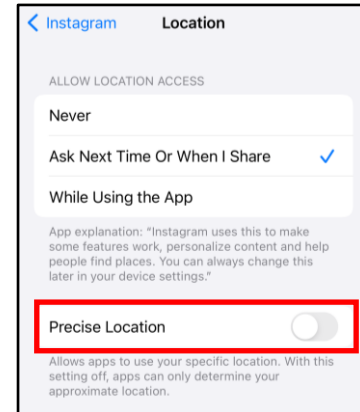 Instagram Location
ALLOW LOCATION ACCESS
Never
Ask Next Time Or When I Share
While Using the App
App explanation: “Instagram uses this to make
some features work, personalize content and help
people find places. You can always change this
later in your device settings.”
Precise Location
Allows apps to use your specific location. With this
setting off, apps can only determine your
approximate location.